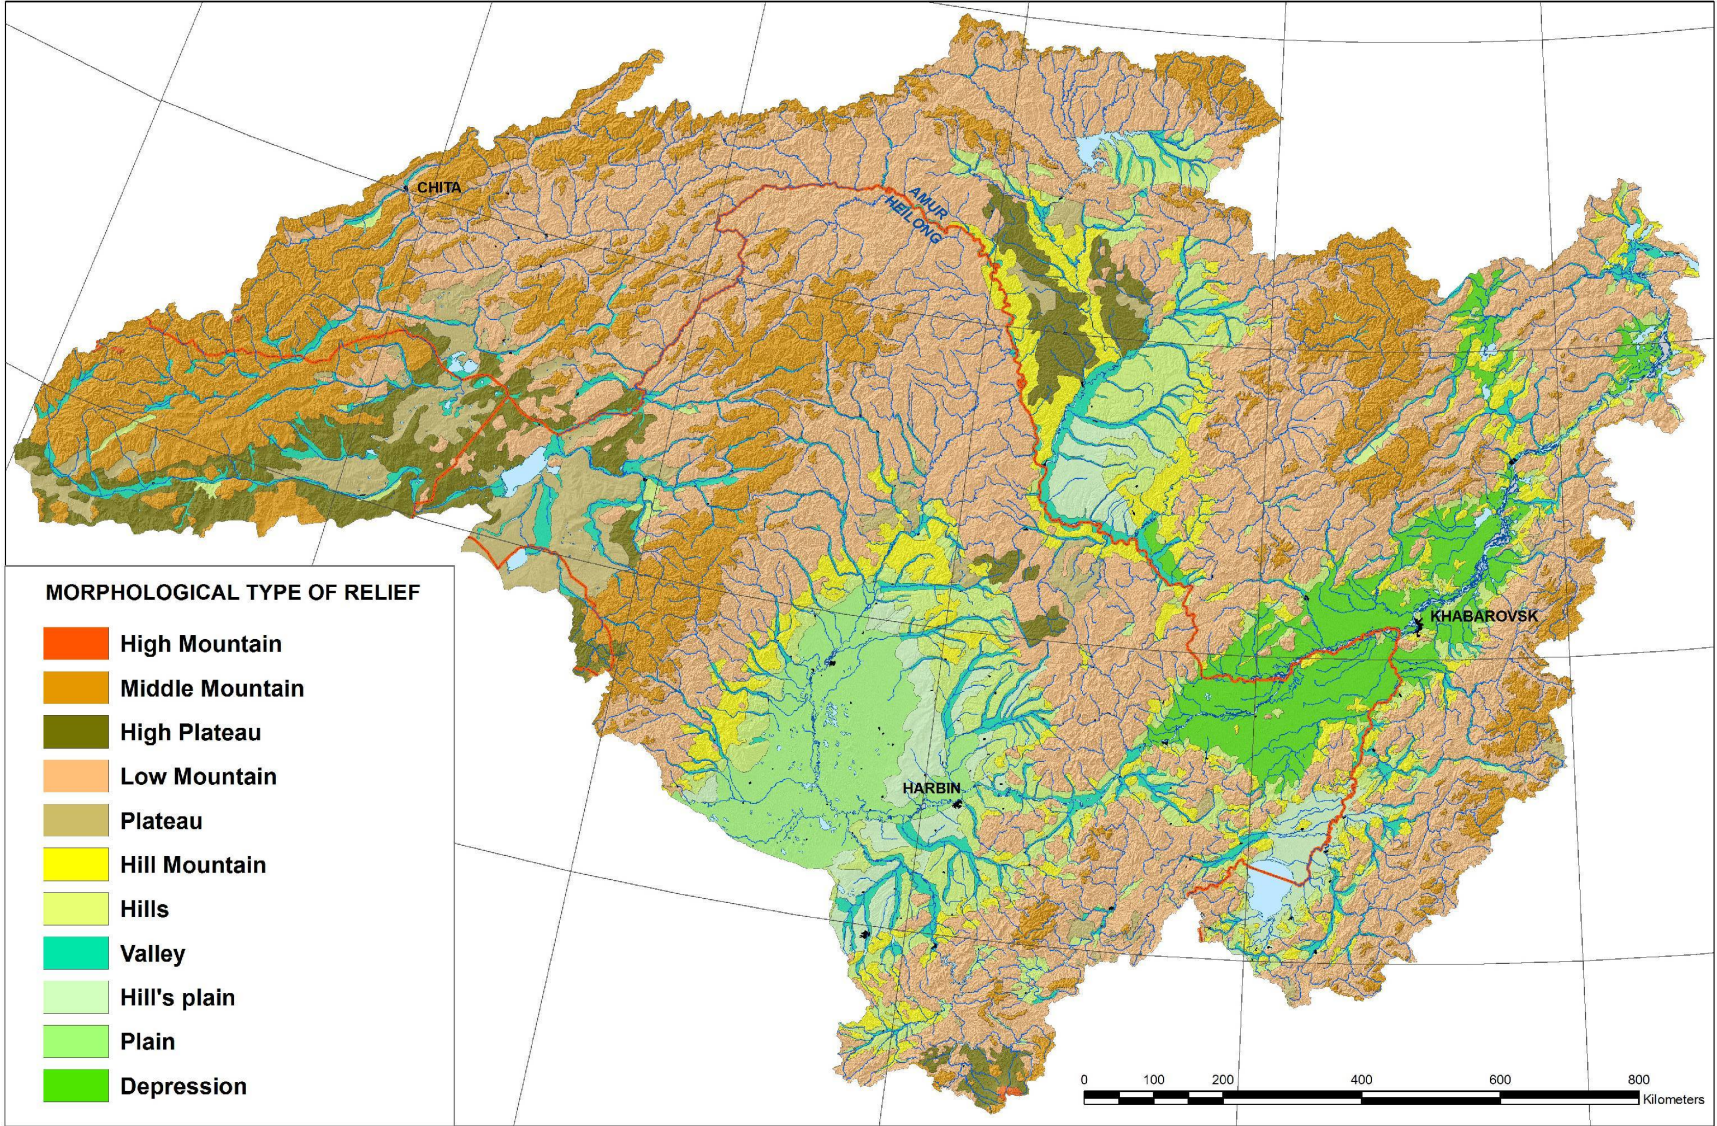 CHITA
AMUR
HEILONG
KHABAROVSK
HARBIN
MORPHOLOGICAL TYPE OF RELIEF
High Mountain
Middle Mountain
High Plateau
Low Mountain
Plateau
Hill Mountain
Hills
Valley
Hill's plain
Plain
Depression
0 100 200 400 600 800
Kilometers